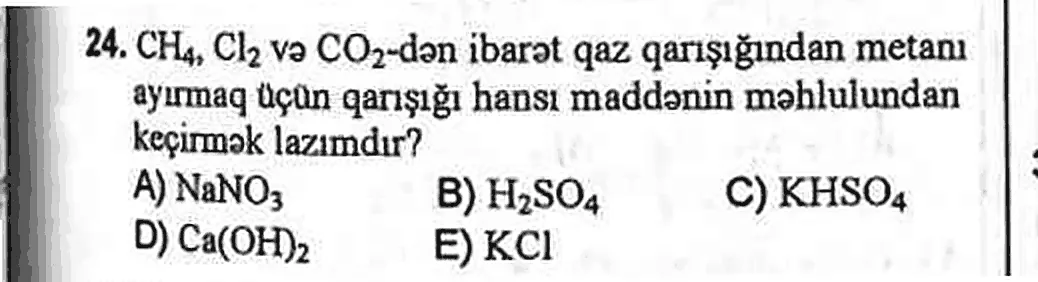 24. CH₄, Cl₂ və CO₂-dən ibarət qaz qarışığından metanı
ayırmaq üçün qarışığı hansı maddənin məhlulundan
keçirmək lazımdır?
A) NaNO₃ B) H₂SO₄ C) KHSO₄
D) Ca(OH)₂ E) KCl